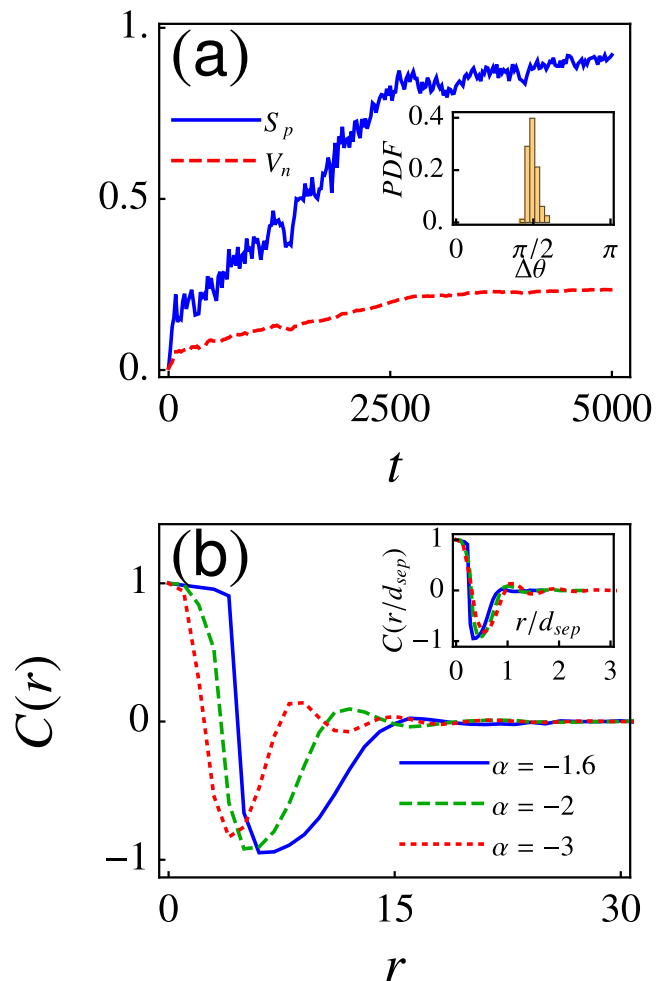 (a)
1.
0.5
0.
S_p
V_n
PDF
0.4
0.2
0.
0 π/2 π
Δθ
0 2500 5000
t
(b)
C(r)
1
0
−1
C(r/d_sep)
1
0
−1
r/d_sep
0 1 2 3
α = −1.6
α = −2
α = −3
0 15 30
r